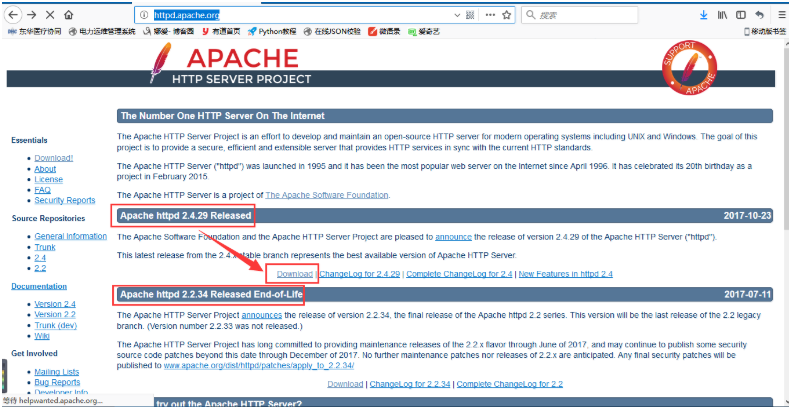 httpd.apache.org
搜索
东华医疗协同 电力运维管理系统 娜爱- 博客园 有道首页 Python教程 在线JSON校验 微信录 爱奇艺 移动版书签
APACHE
HTTP SERVER PROJECT
SUPPORT
APACHE
The Number One HTTP Server On The Internet
The Apache HTTP Server Project is an effort to develop and maintain an open-source HTTP server for modern operating systems including UNIX and Windows. The goal of this
project is to provide a secure, efficient and extensible server that provides HTTP services in sync with the current HTTP standards.
The Apache HTTP Server ("httpd") was launched in 1995 and it has been the most popular web server on the Internet since April 1996. It has celebrated its 20th birthday as a
project in February 2015.
The Apache HTTP Server is a project of The Apache Software Foundation.
Essentials
Download!
About
License
FAQ
Security Reports
Source Repositories
General Information
Trunk
2.4
2.2
Documentation
Version 2.4
Version 2.2
Trunk (dev)
Wiki
Get Involved
Mailing Lists
Bug Reports
Developer Info
Apache httpd 2.4.29 Released 2017-10-23
The Apache Software Foundation and the Apache HTTP Server Project are pleased to announce the release of version 2.4.29 of the Apache HTTP Server ("httpd").
This latest release from the 2.4.x stable branch represents the best available version of Apache HTTP Server.
Download | ChangeLog for 2.4.29 | Complete ChangeLog for 2.4 | New Features in httpd 2.4
Apache httpd 2.2.34 Released End-of-Life 2017-07-11
The Apache HTTP Server Project announces the release of version 2.2.34, the final release of the Apache httpd 2.2 series. This version will be the last release of the 2.2 legacy
branch. (Version number 2.2.33 was not released.)
The Apache HTTP Server Project has long committed to providing maintenance releases of the 2.2.x flavor through June of 2017, and may continue to publish some security
source code patches beyond this date through December of 2017. No further maintenance patches nor releases of 2.2.x are anticipated. Any final security patches will be
published to www.apache.org/dist/httpd/patches/apply_to_2.2.34/
Download | ChangeLog for 2.2.34 | Complete ChangeLog for 2.2
try out the Apache HTTP Server?
helpwanted.apache.org...